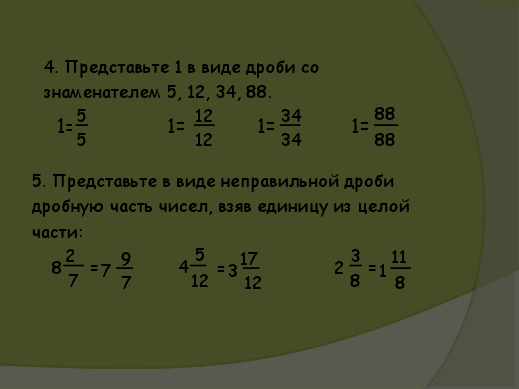 4. Представьте 1 в виде дроби со
знаменателем 5, 12, 34, 88.
1=5/5 1=12/12 1=34/34 1=88/88
5. Представьте в виде неправильной дроби
дробную часть чисел, взяв единицу из целой
части:
8 2/7 =7 9/7 4 5/12 =3 17/12 2 3/8 =1 11/8